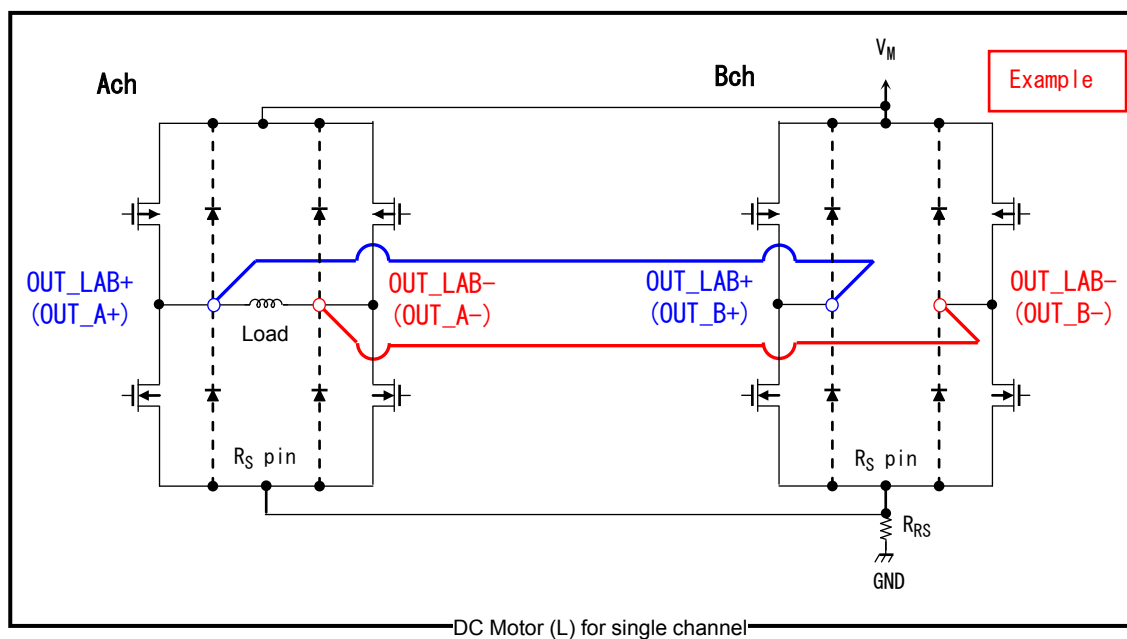 V_M
Example
Ach
Bch
OUT_LAB+
(OUT_A+)
Load
OUT_LAB-
(OUT_A-)
OUT_LAB+
(OUT_B+)
OUT_LAB-
(OUT_B-)
R_S pin
R_S pin
R_RS
GND
DC Motor (L) for single channel